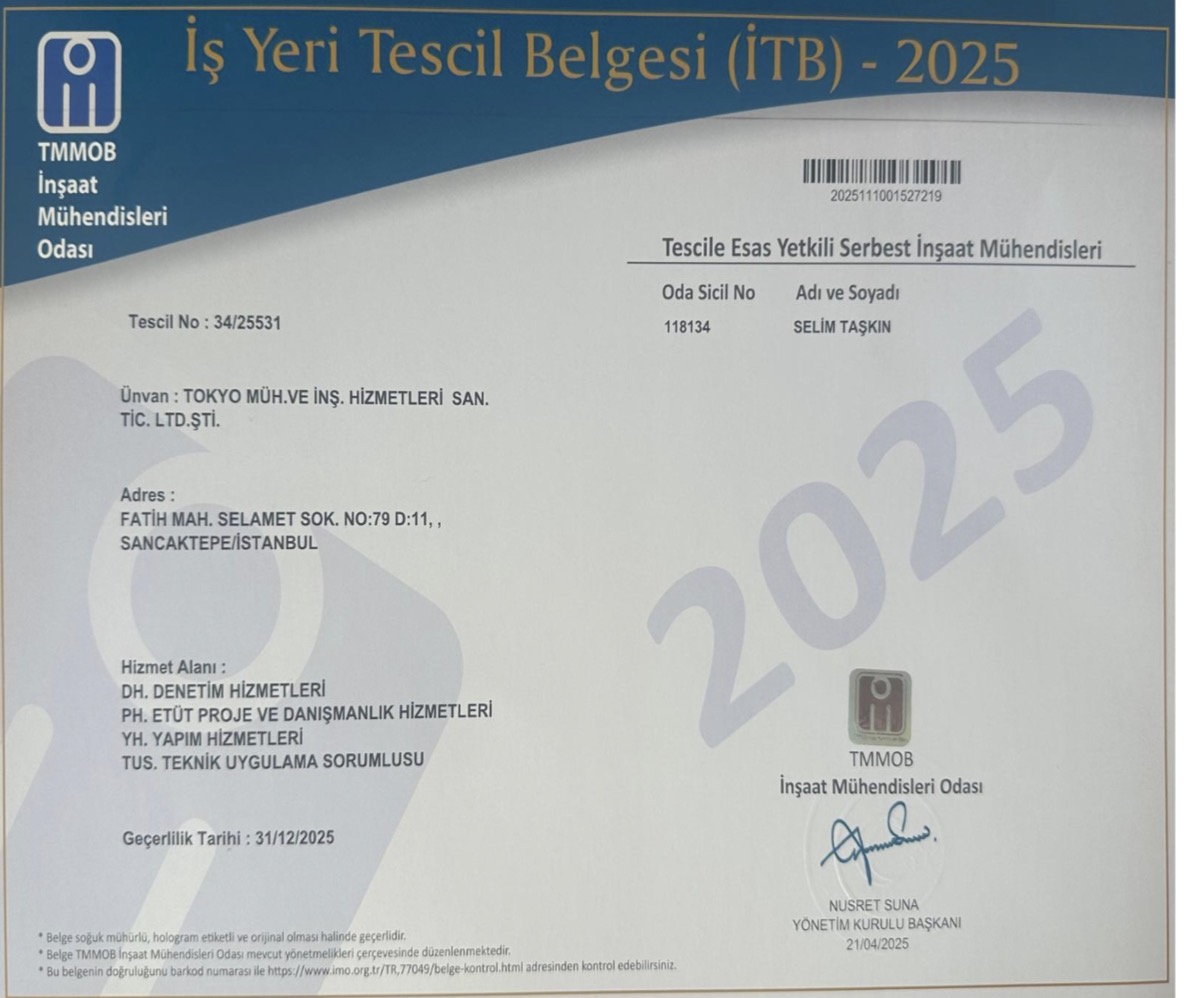 İş Yeri Tescil Belgesi (İTB) - 2025
TMMOB
İnşaat
Mühendisleri
Odası
2025111001527219
Tescile Esas Yetkili Serbest İnşaat Mühendisleri
Oda Sicil No Adı ve Soyadı
118134 SELİM TAŞKIN
Tescil No : 34/25531
Ünvan : TOKYO MÜH.VE İNŞ. HİZMETLERİ SAN.
TİC. LTD.ŞTİ.
Adres :
FATİH MAH. SELAMET SOK. NO:79 D:11, ,
SANCAKTEPE/İSTANBUL
2025
Hizmet Alanı :
DH. DENETİM HİZMETLERİ
PH. ETÜT PROJE VE DANIŞMANLIK HİZMETLERİ
YH. YAPIM HİZMETLERİ
TUS. TEKNİK UYGULAMA SORUMLUSU
Geçerlilik Tarihi : 31/12/2025
TMMOB
İnşaat Mühendisleri Odası
NUSRET SUNA
YÖNETİM KURULU BAŞKANI
21/04/2025
* Belge soğuk mühürlü, hologram etiketli ve orijinal olması halinde geçerlidir.
* Belge TMMOB İnşaat Mühendisleri Odası mevcut yönetmelikleri çerçevesinde düzenlenmektedir.
* Bu belgenin doğruluğunu barkod numarası ile https://www.imo.org.tr/TR,77049/belge-kontrol.html adresinden kontrol edebilirsiniz.